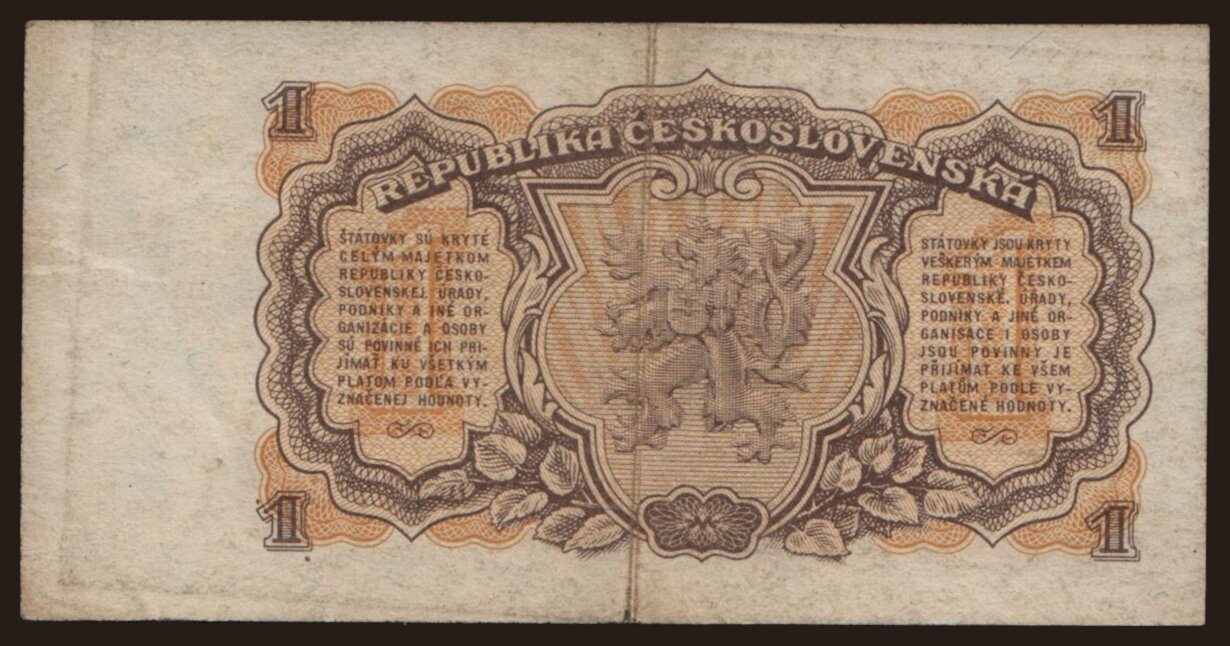 1
1
REPUBLIKA ČESKOSLOVENSKÁ
ŠTÁTOVKY SÚ KRYTÉ
CELÝM MAJETKOM
REPUBLIKY ČESKO-
SLOVENSKEJ. ÚRADY,
PODNIKY A INÉ OR-
GANIZÁCIE A OSOBY
SÚ POVINNÉ ICH PRI-
JÍMAŤ KU VŠETKÝM
PLATOM PODĽA VY-
ZNAČENEJ HODNOTY.
STÁTOVKY JSOU KRYTY
VEŠKERÝM MAJETKEM
REPUBLIKY ČESKO-
SLOVENSKÉ. ÚŘADY,
PODNIKY A JINÉ OR-
GANISACE I OSOBY
JSOU POVINNY JE
PŘIJÍMAT KE VŠEM
PLATŮM PODLE VY-
ZNAČENÉ HODNOTY.
1
1